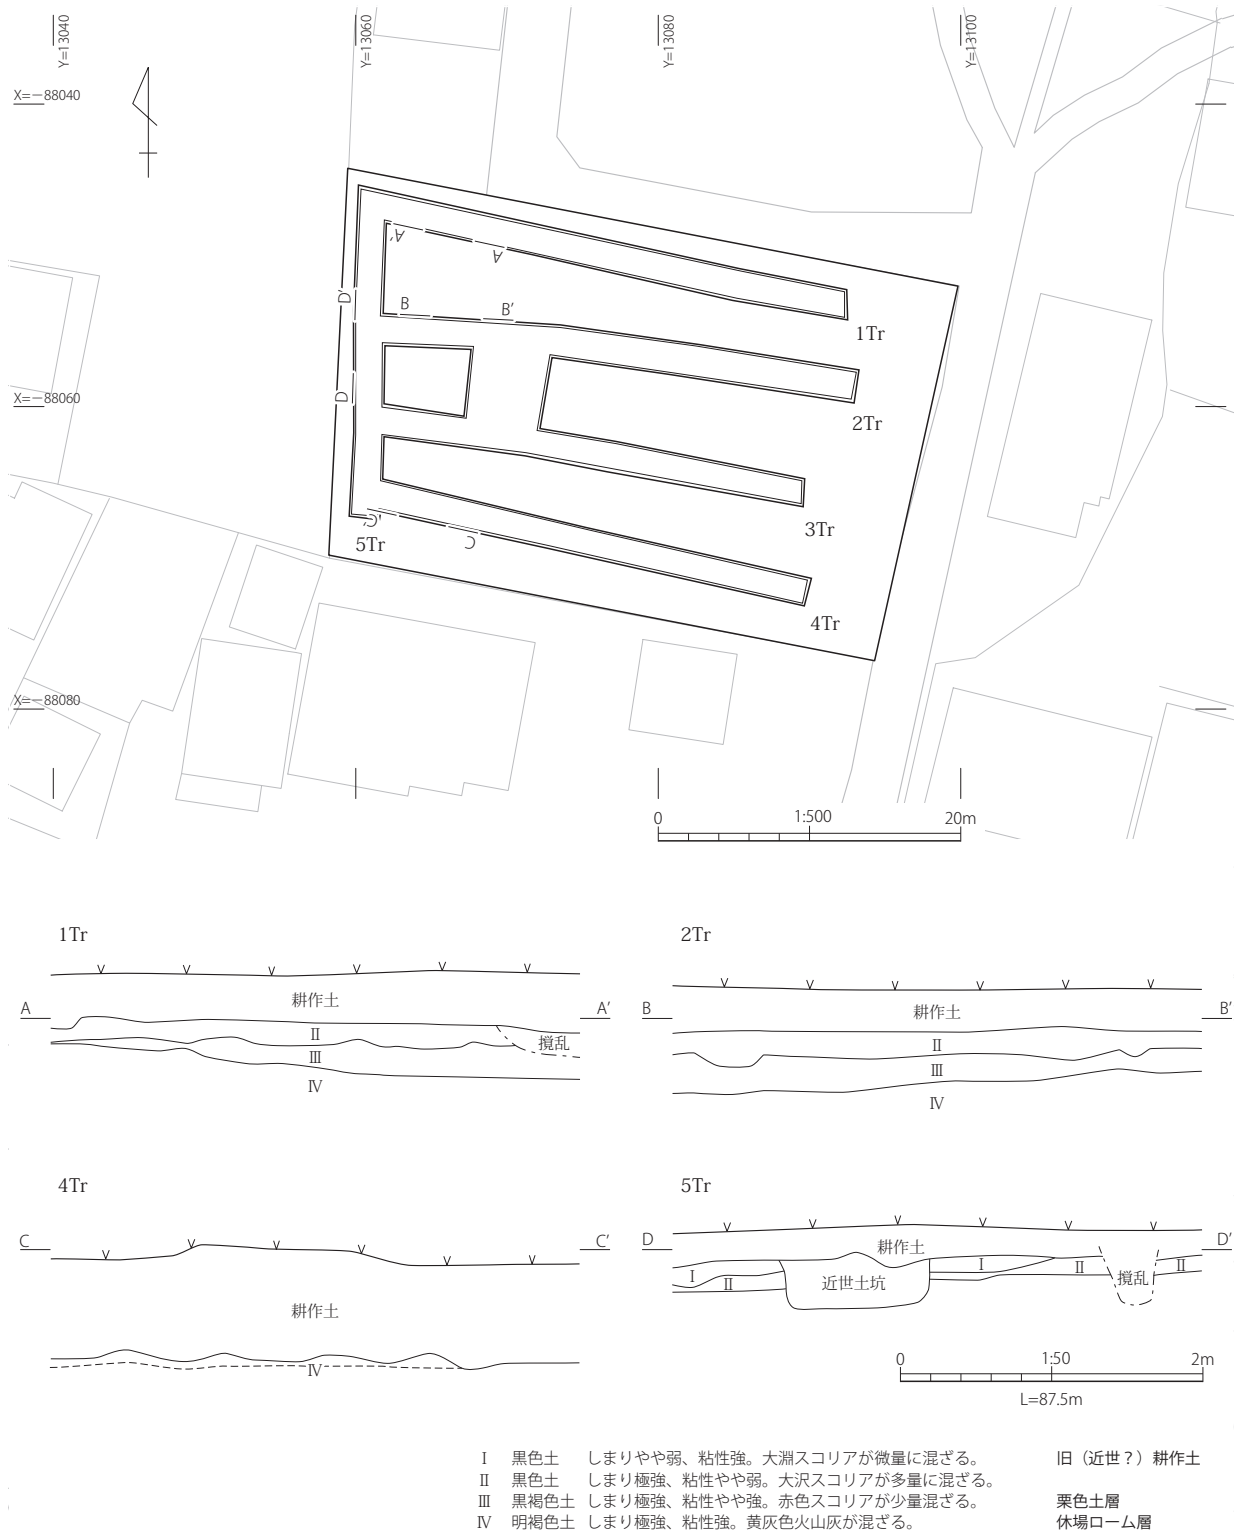 Y=13040
Y=13060
Y=13080
Y=13100
X=－88040
A'
A
D'
B
B'
1Tr
X=－88060
D
2Tr
3Tr
C'
C
5Tr
4Tr
X=－88080
0
1:500
20m
1Tr
耕作土
A
A'
Ⅱ
撹乱
Ⅲ
Ⅳ
2Tr
耕作土
B
B'
Ⅱ
Ⅲ
Ⅳ
4Tr
C
C'
耕作土
Ⅳ
5Tr
D
D'
耕作土
Ⅰ
Ⅱ
近世土坑
Ⅰ
Ⅱ
撹乱
Ⅱ
0
1:50
2m
L=87.5m
Ⅰ 黒色土 しまりやや弱、粘性強。大淵スコリアが微量に混ざる。 旧（近世？）耕作土
Ⅱ 黒色土 しまり極強、粘性やや弱。大沢スコリアが多量に混ざる。
Ⅲ 黒褐色土 しまり極強、粘性やや強。赤色スコリアが少量混ざる。 栗色土層
Ⅳ 明褐色土 しまり極強、粘性強。黄灰色火山灰が混ざる。 休場ローム層